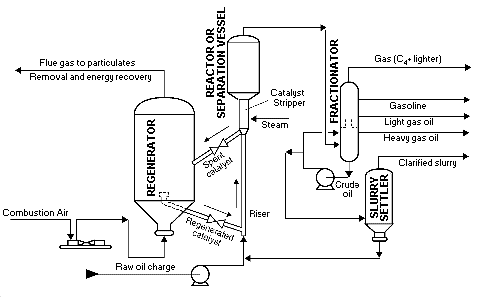 Flue gas to particulates
Removal and energy recovery
REACTOR OR
SEPARATION VESSEL
Catalyst
Stripper
Steam
FRACTIONATOR
Gas (C4+ lighter)
Gasoline
Light gas oil
Heavy gas oil
Clarified slurry
REGENERATOR
Spent
catalyst
Crude
oil
SLURRY
SETTLER
Combustion Air
Regenerated
catalyst
Riser
Raw oil charge